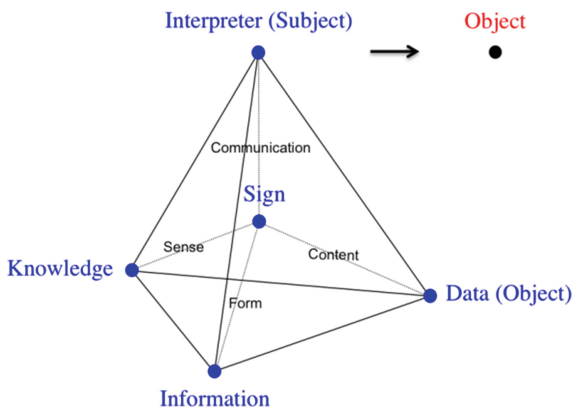 Interpreter (Subject)
Object
Communication
Sign
Sense
Content
Knowledge
Data (Object)
Form
Information